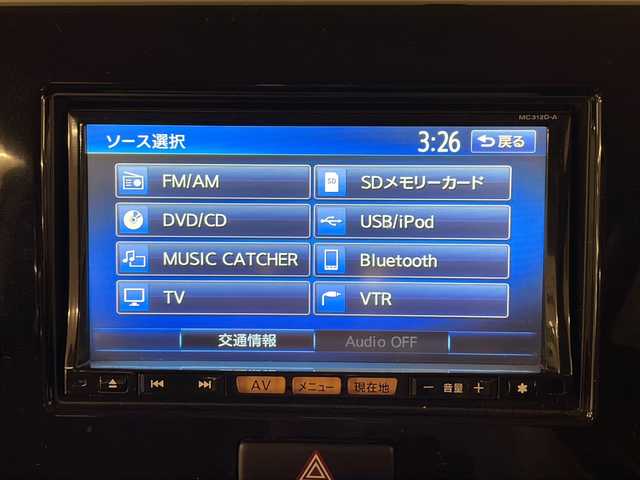 MC312D-A
ソース選択 3:26 戻る
FM/AM SDメモリーカード
SD
DVD/CD USB/iPod
MUSIC CATCHER Bluetooth
TV VTR
交通情報 Audio OFF
AV メニュー 現在地 − 音量 + ✱